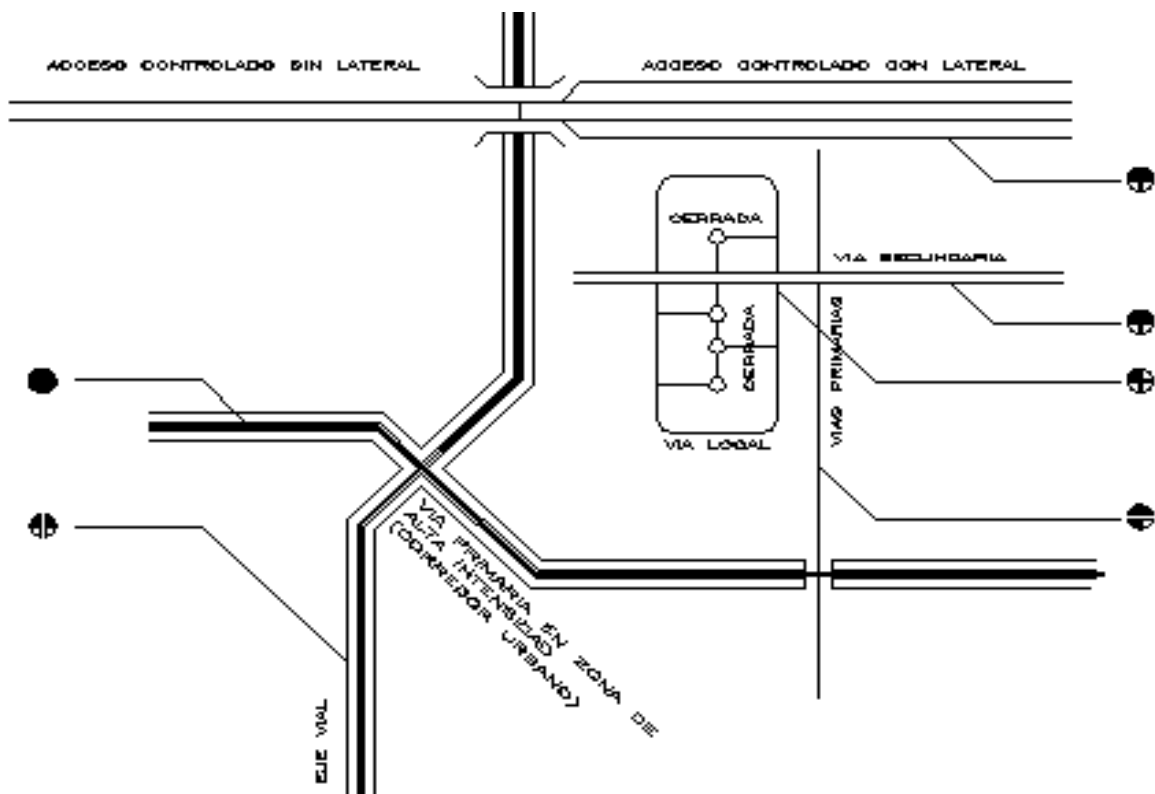 ACCESO CONTROLADO SIN LATERAL
ACCESO CONTROLADO CON LATERAL
CERRADA
VIA SECUNDARIA
CERRADA
VIAS PRIMARIAS
VIA LOCAL
VIA PRIMARIA EN ZONA DE
ALTA INTENSIDAD
(CORREDOR URBANO)
EJE VIAL